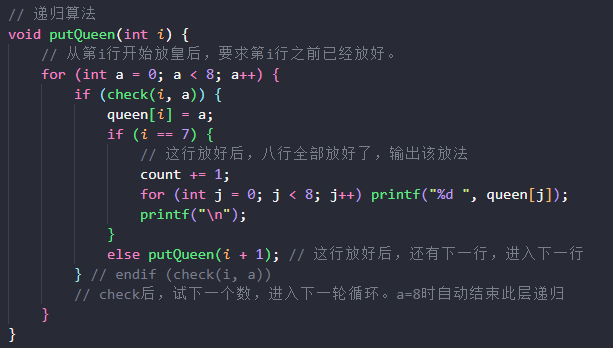 // 递归算法
void putQueen(int i) {
    // 从第i行开始放皇后，要求第i行之前已经放好。
    for (int a = 0; a < 8; a++) {
        if (check(i, a)) {
            queen[i] = a;
            if (i == 7) {
                // 这行放好后，八行全部放好了，输出该放法
                count += 1;
                for (int j = 0; j < 8; j++) printf("%d ", queen[j]);
                printf("\n");
            }
            else putQueen(i + 1); // 这行放好后，还有下一行，进入下一行
        } // endif (check(i, a))
        // check后，试下一个数，进入下一轮循环。a=8时自动结束此层递归
    }
}